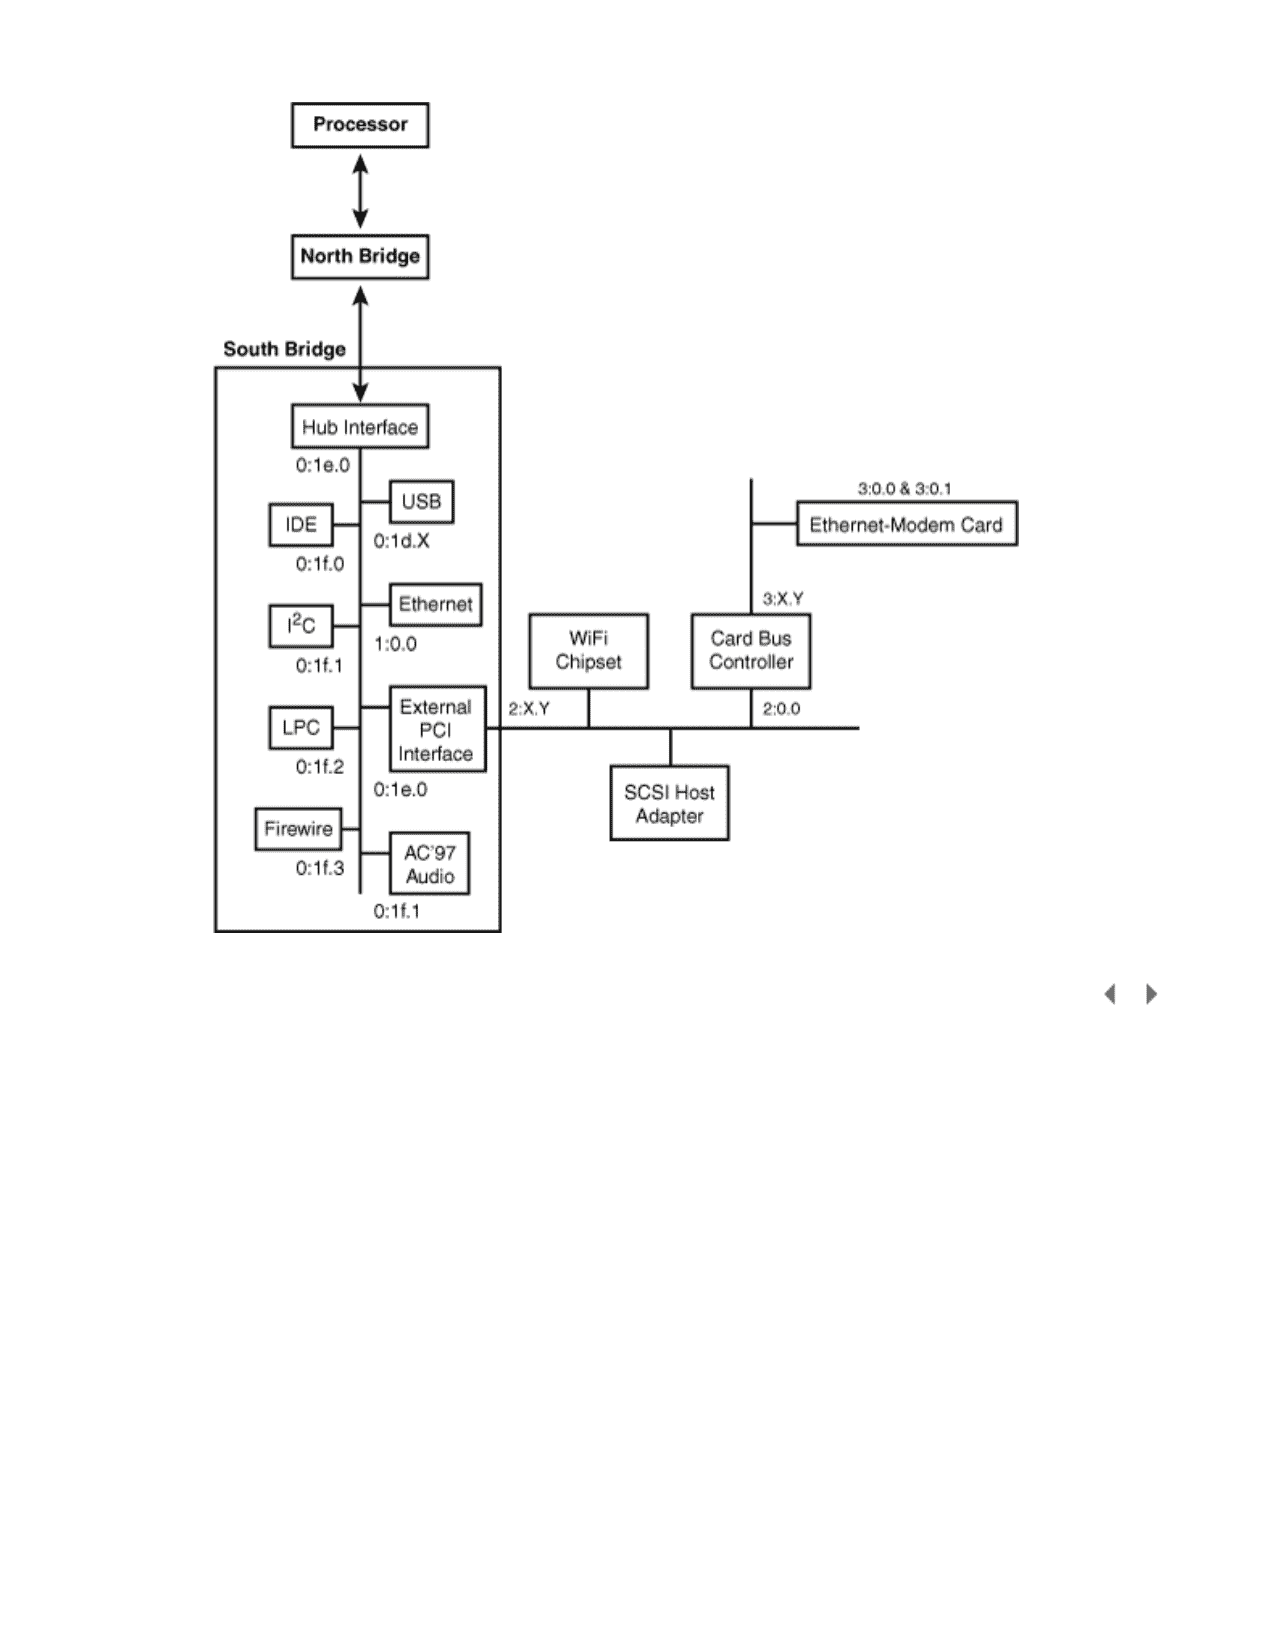 Processor
North Bridge
South Bridge
Hub Interface
0:1e.0
USB
IDE
0:1d.X
0:1f.0
Ethernet
I²C
1:0.0
0:1f.1
External
PCI
Interface
LPC
0:1f.2
0:1e.0
Firewire
0:1f.3
AC'97
Audio
0:1f.1
2:X.Y
WiFi
Chipset
SCSI Host
Adapter
3:0.0 & 3:0.1
Ethernet-Modem Card
3:X.Y
Card Bus
Controller
2:0.0